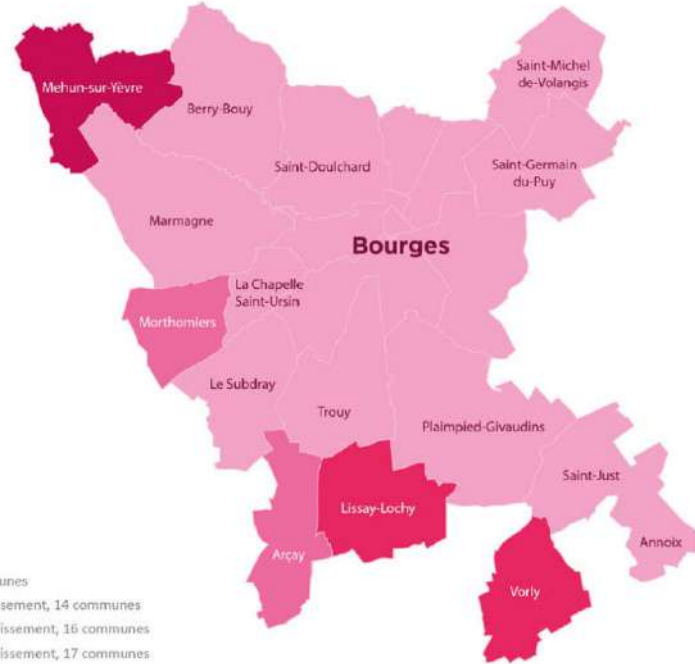 Saint-Michel
de-Volangis
Mehun-sur-Yèvre
Berry-Bouy
Saint-Doulchard
Saint-Germain
du-Puy
Marmagne
Bourges
La Chapelle
Saint-Ursin
Morthomiers
Le Subdray
Trouy
Plaimpied-Givaudins
Saint-Just
Lissay-Lochy
Annoix
Arçay
Vorly
unes
sement, 14 communes
issement, 16 communes
issement, 17 communes